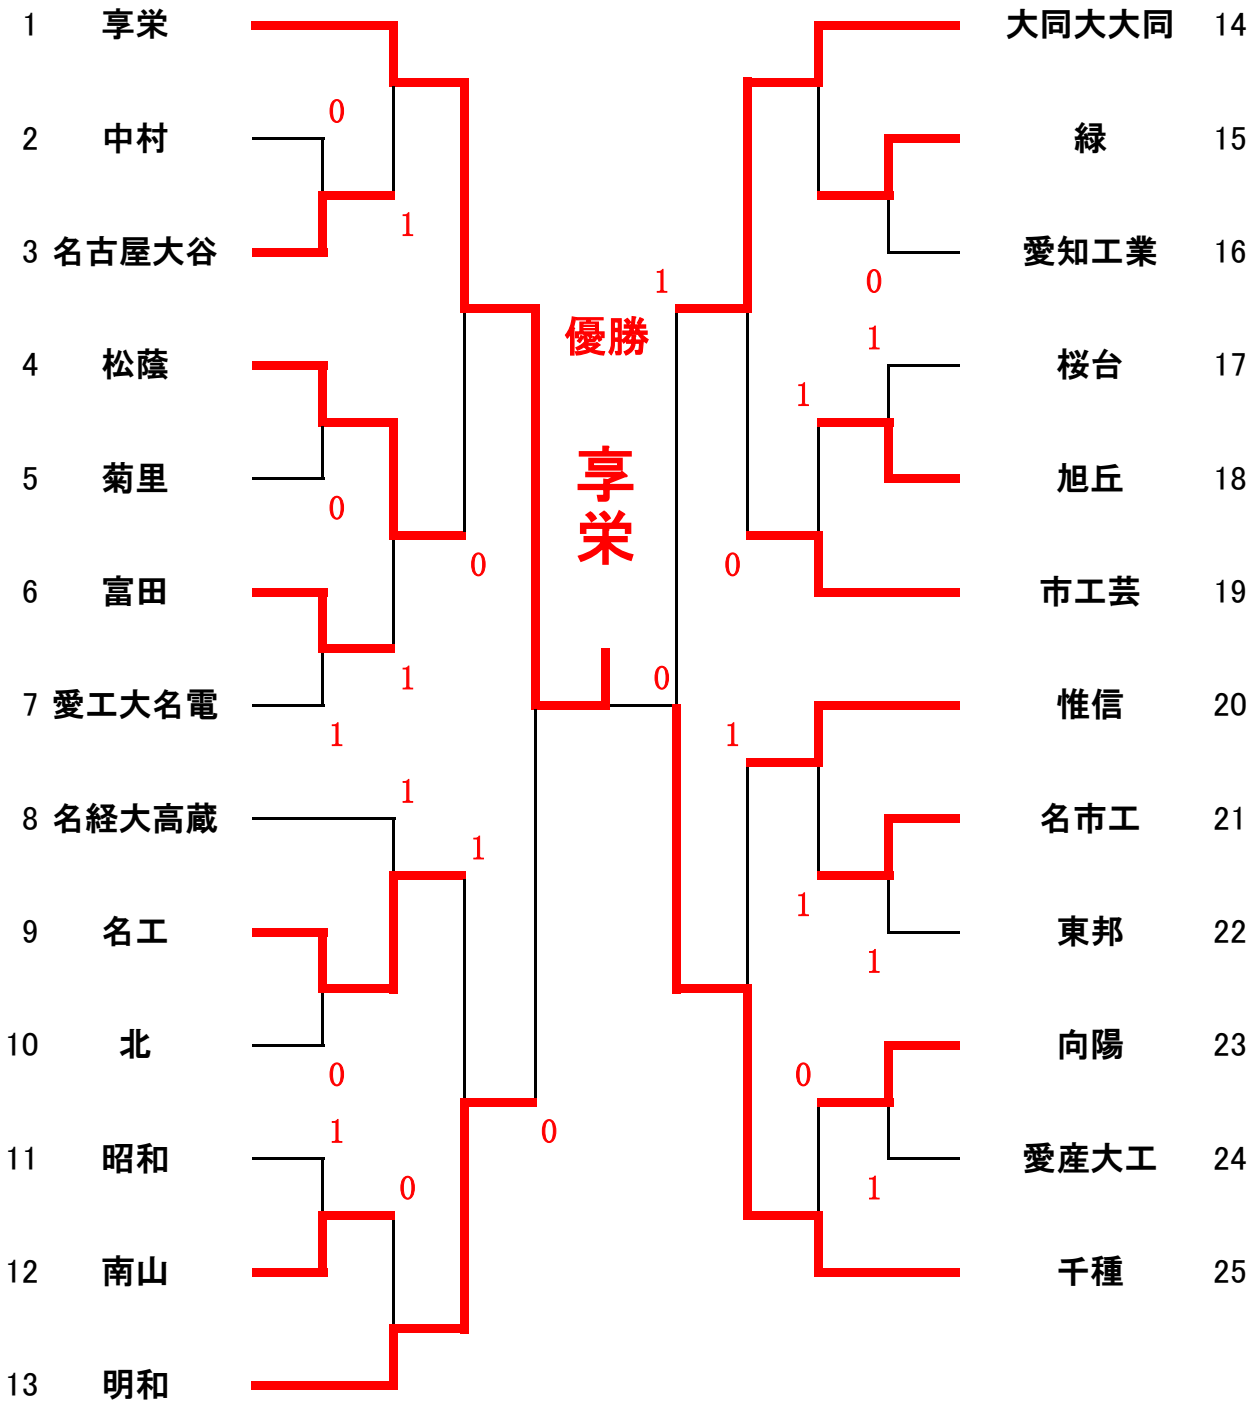 1 享栄
0
2 中村
1
3 名古屋大谷
4 松蔭
5 菊里
0
0
6 富田
1
7 愛工大名電
1
1
8 名経大高蔵
1
9 名工
10 北
0
1
11 昭和
0
0
12 南山
13 明和
優勝
享栄
大同大大同 14
緑 15
愛知工業 16
1
0
1
桜台 17
1
旭丘 18
0
市工芸 19
0
惟信 20
1
名市工 21
1
東邦 22
1
向陽 23
0
愛産大工 24
1
千種 25